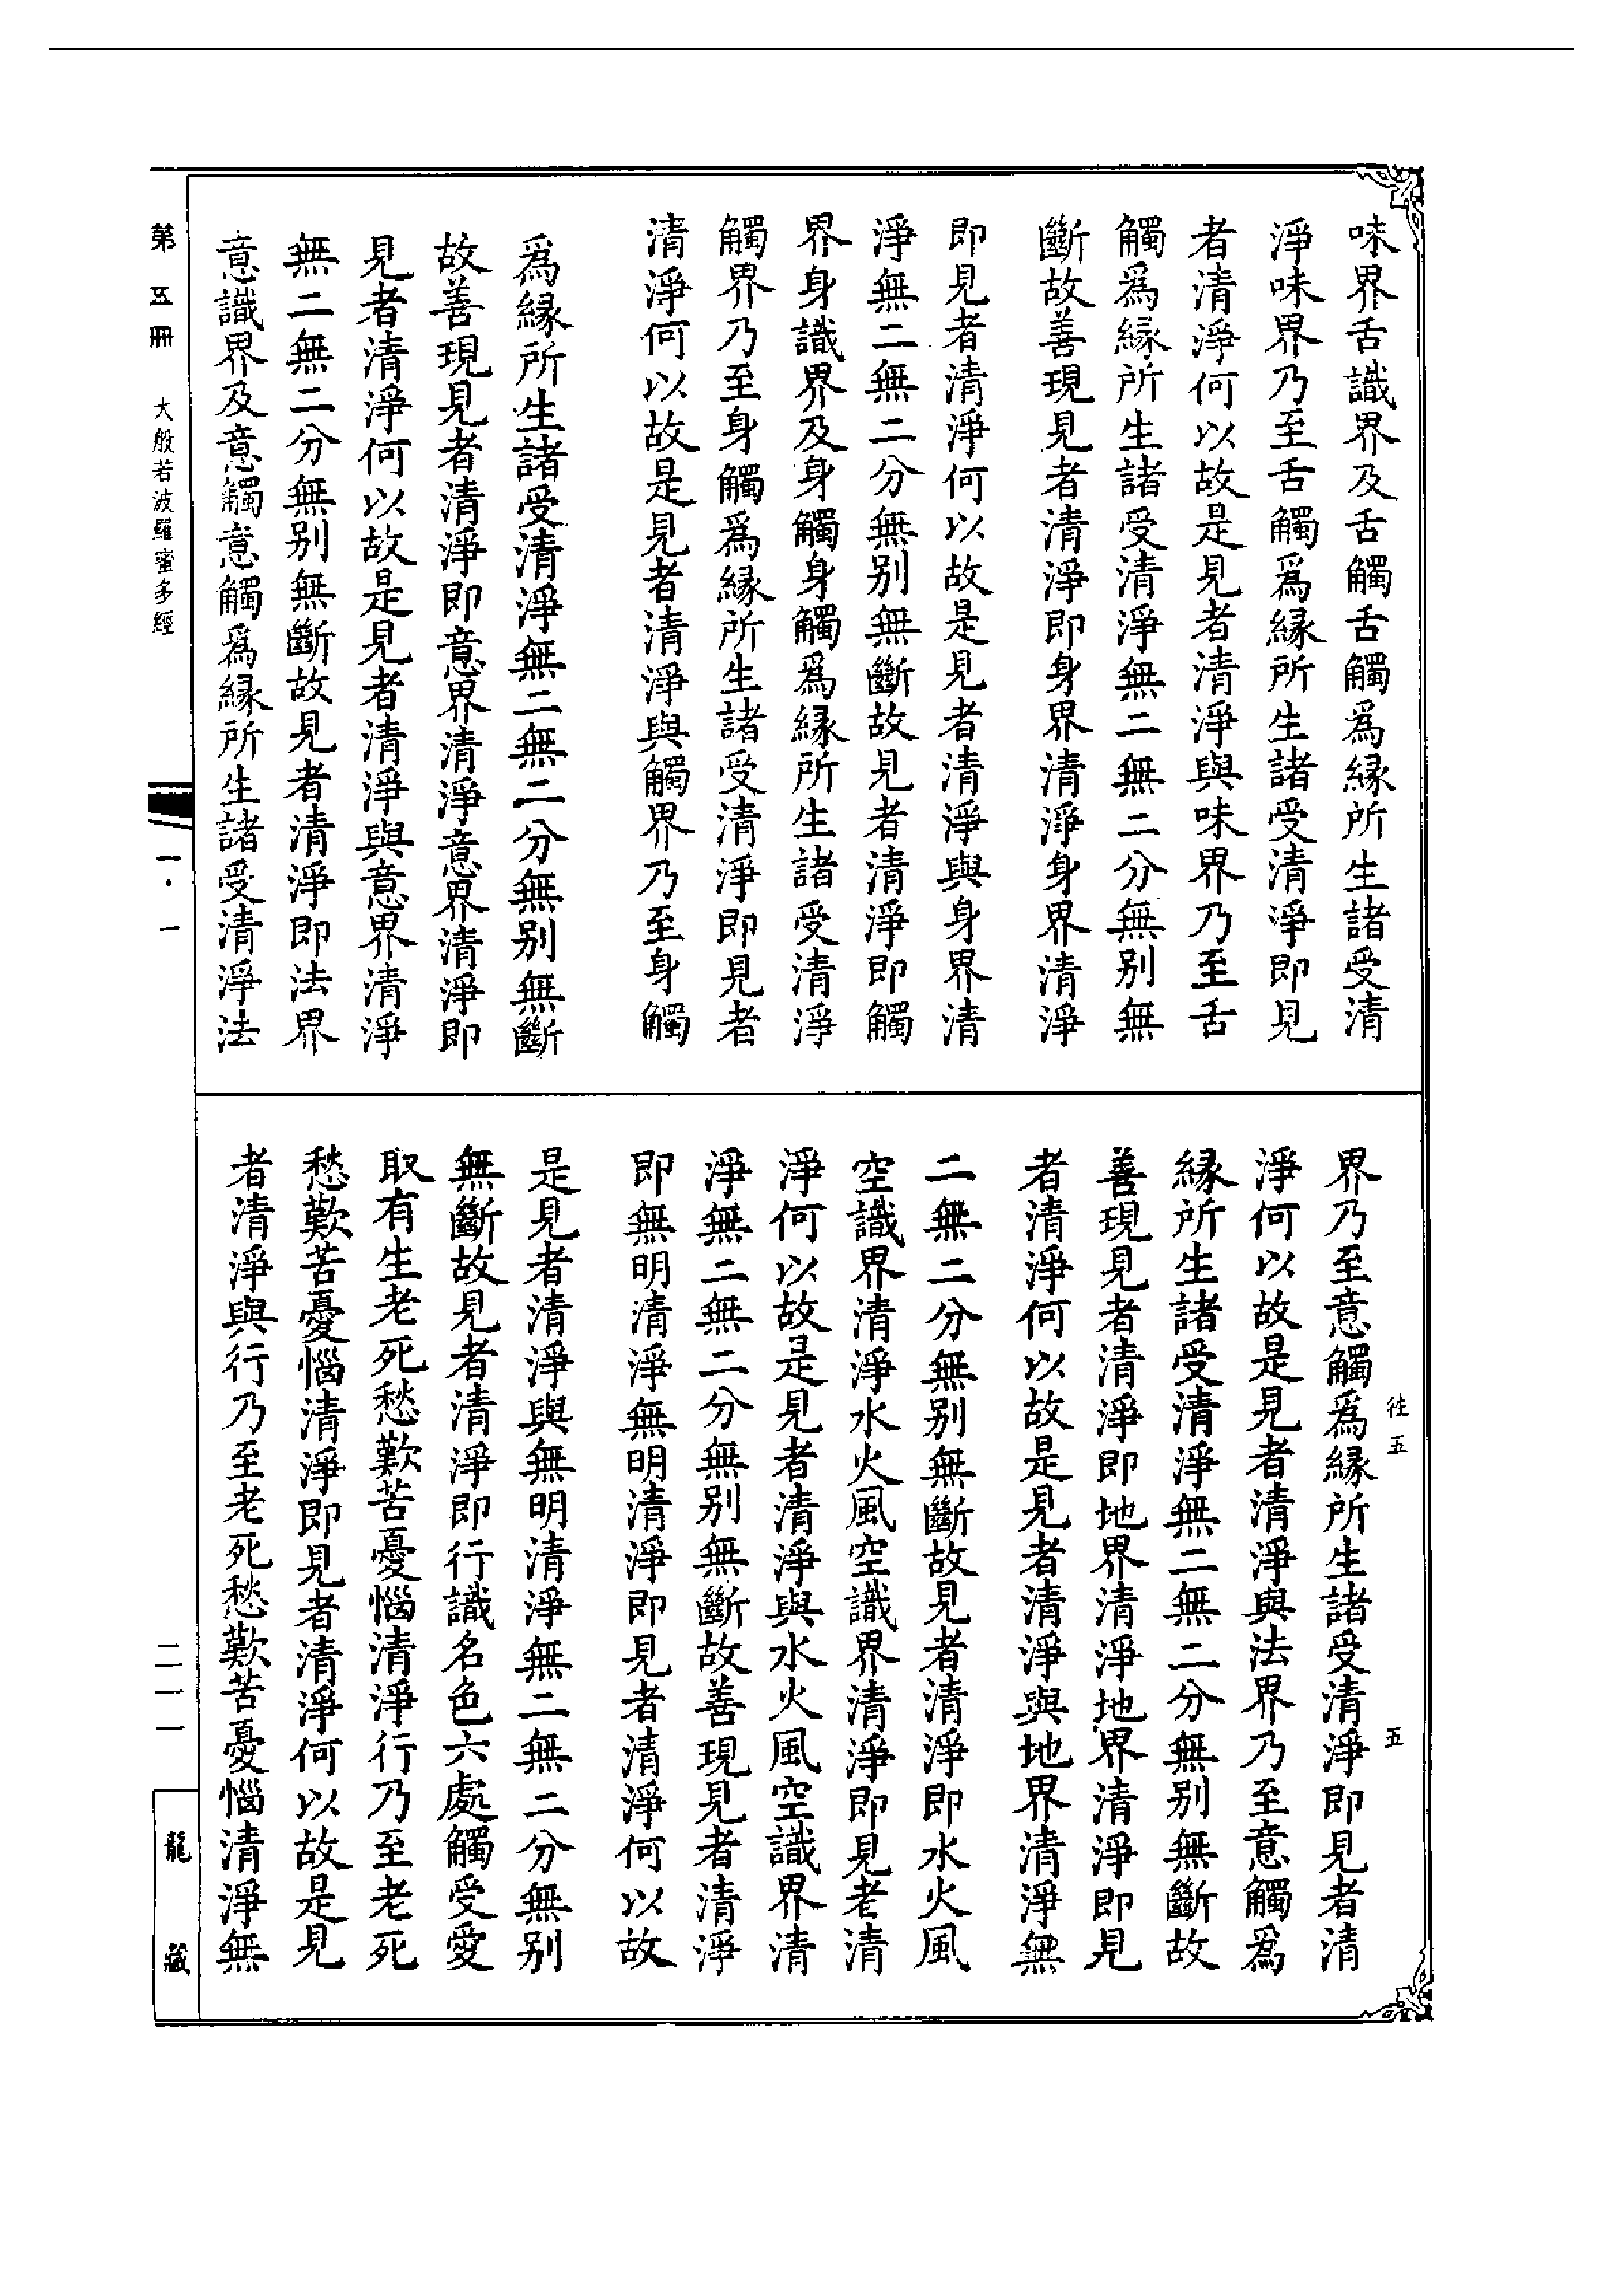 味界舌識界及舌觸舌觸爲緣所生諸受清
淨味界乃至舌觸爲緣所生諸受清淨即見
者清淨何以故是見者清淨與味界乃至舌
觸爲緣所生諸受清淨無二無二分無別無
斷故善現見者清淨即身界清淨身界清淨
即見者清淨何以故是見者清淨與身界清
淨無二無二分無別無斷故見者清淨即觸
界身識界及身觸身觸爲緣所生諸受清淨
觸界乃至身觸爲緣所生諸受清淨即見者
清淨何以故是見者清淨與觸界乃至身觸
爲緣所生諸受清淨無二無二分無別無斷
故善現見者清淨即意界清淨意界清淨即
見者清淨何以故是見者清淨與意界清淨
無二無二分無別無斷故見者清淨即法界
意識界及意觸意觸爲緣所生諸受清淨法
界乃至意觸爲緣所生諸受清淨即見者清
淨何以故是見者清淨與法界乃至意觸爲
緣所生諸受清淨無二無二分無別無斷故
善現見者清淨即地界清淨地界清淨即見
者清淨何以故是見者清淨與地界清淨無
二無二分無別無斷故見者清淨即水火風
空識界清淨水火風空識界清淨即見者清
淨何以故是見者清淨與水火風空識界清
淨無二無二分無別無斷故善現見者清淨
即無明清淨無明清淨即見者清淨何以故
是見者清淨與無明清淨無二無二分無別
無斷故見者清淨即行識名色六處觸受愛
取有生老死愁歎苦憂惱清淨行乃至老死
愁歎苦憂惱清淨即見者清淨何以故是見
者清淨與行乃至老死愁歎苦憂惱清淨無
往五
五
第五冊
大般若波羅蜜多經
一·一
二一一
龍藏